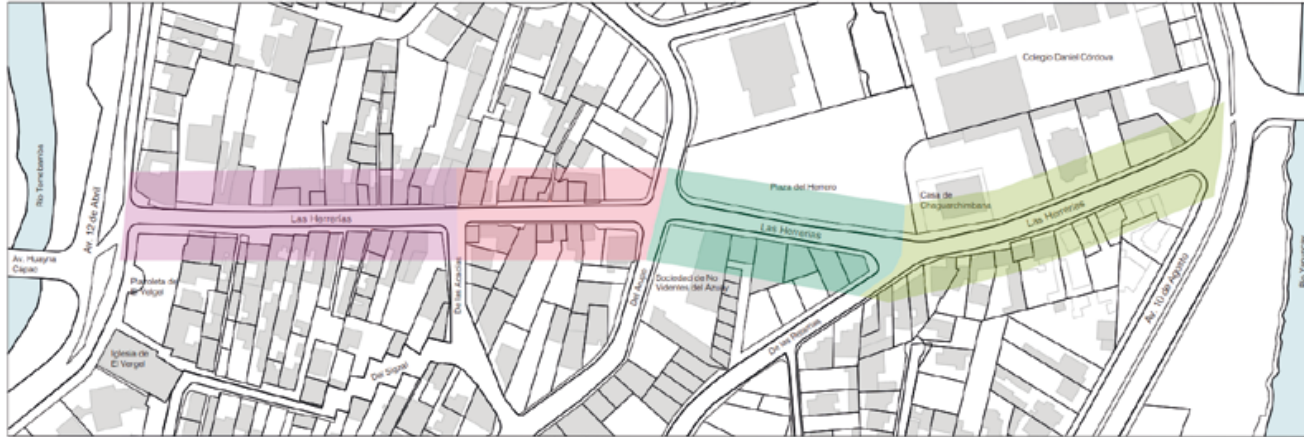 Río Tomebamba
Av. 12 de Abril
Av. Huayna
Capac
Plazoleta de
El Vergel
Iglesia de
El Vergel
Las Herrerías
Del Sigzal
De las Acacias
Del Arupo
Sociedad de No
Videntes del Azuay
Las Herrerías
Plaza del Herrero
De las Retamas
Casa de
Chaguarchimbana
Las Herrerías
Colegio Daniel Córdova
Av. 10 de Agosto